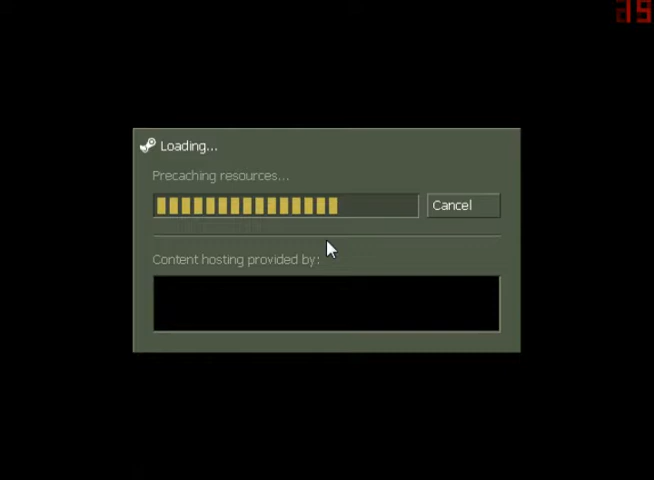 Loading...
Precaching resources...
Cancel
Content hosting provided by: